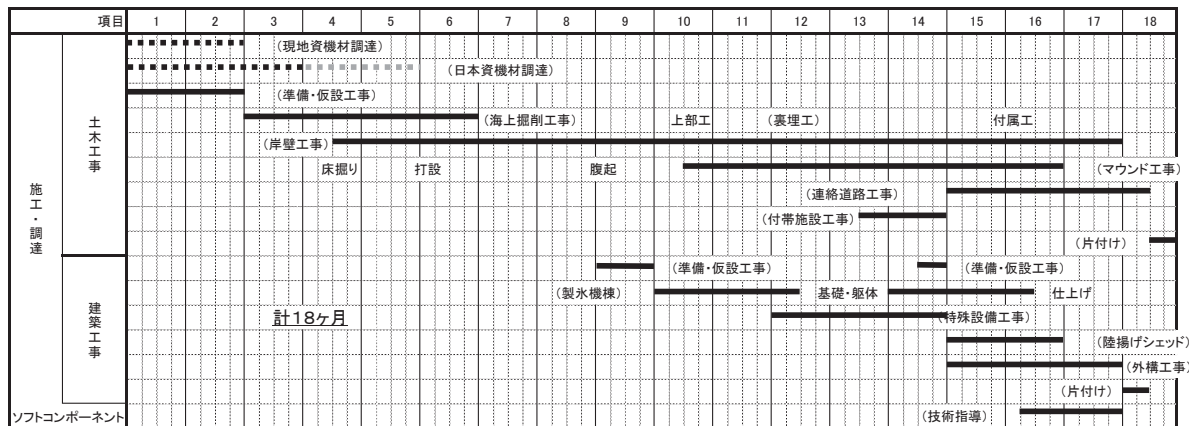 項目 1 2 3 4 5 6 7 8 9 10 11 12 13 14 15 16 17 18
施工・調達
土木工事
(現地資機材調達)
(日本資機材調達)
(準備・仮設工事)
(海上掘削工事) 上部工 (裏埋工) 付属工
(岸壁工事)
床掘り 打設 腹起 (マウンド工事)
(連絡道路工事)
(付帯施設工事)
(片付け)
建築工事
(準備・仮設工事) (準備・仮設工事)
(製氷機棟) 基礎・躯体 仕上げ
計18ヶ月 (特殊設備工事)
(陸揚げシェッド)
(外構工事)
(片付け)
ソフトコンポーネント (技術指導)